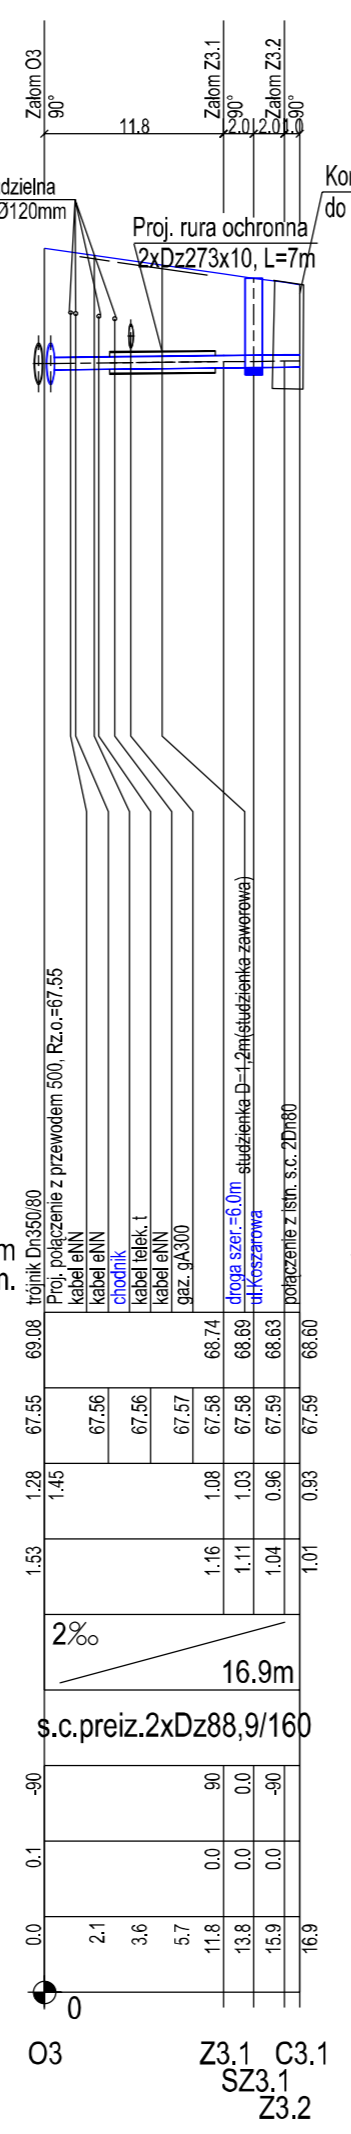 Załom O3
90°
Załom Z3.1
90°
Załom Z3.2
90°
11.8
2.0
2.0
1.0
dzielna
Ø120mm
Proj. rura ochronna
2xDz273x10, L=7m
Kor
do
m
n.
trójnik Dn350/80
Proj. połączenie z przewodem 500, Rz.o.=67.55
kabel eNN
kabel eNN
chodnik
kabel telek. t
kabel eNN
gaz. gA300
droga szer.=6.0m
studzienka D=1,2m(studzienka zaworowa)
ul.Koszarowa
połączenie z istn. s.c. 2Dn80
69.08 68.74 68.69 68.63 68.60
67.55 67.56 67.56 67.57 67.58 67.58 67.59 67.59
1.28 1.45 1.08 1.03 0.96 0.93
1.53 1.16 1.11 1.04 1.01
2‰
16.9m
s.c.preiz.2xDz88,9/160
-90 90 0.0 -90
0.1 0.0 0.0 0.0
0.0 2.1 3.6 5.7 11.8 13.8 15.9 16.9
0
O3 Z3.1 C3.1
SZ3.1
Z3.2